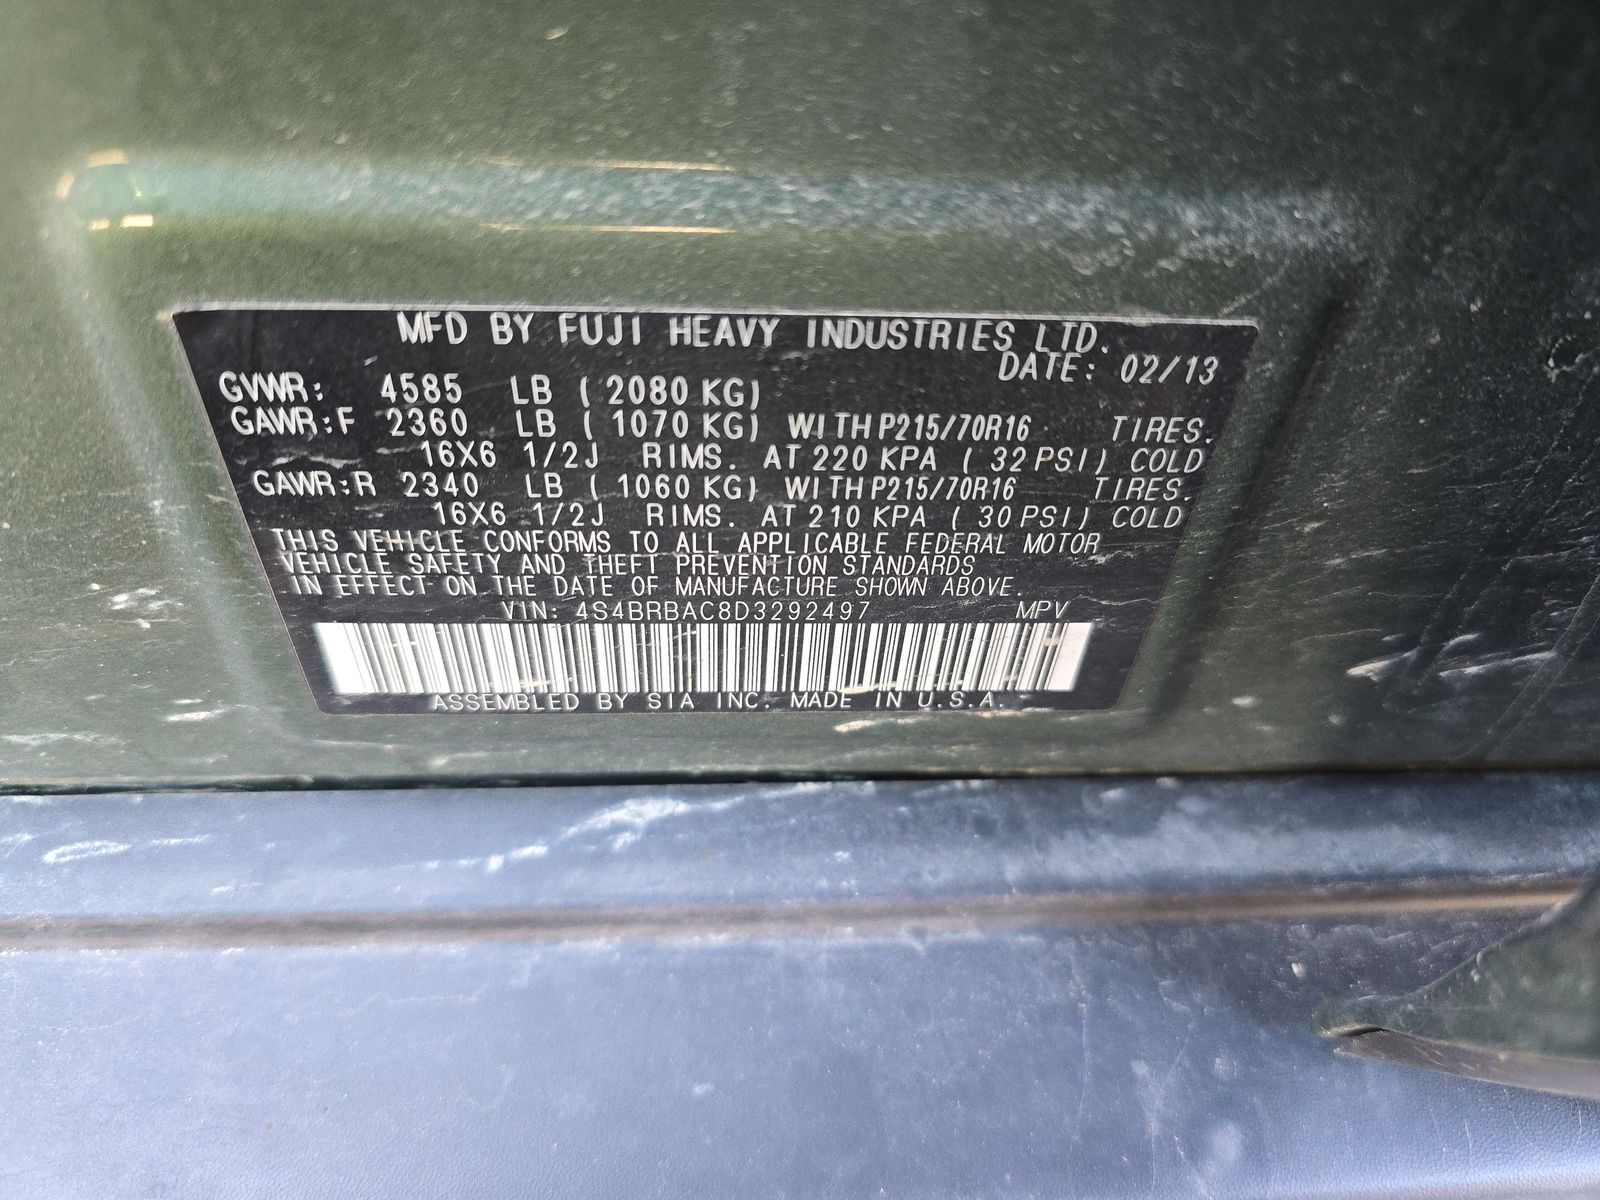 MFD BY FUJI HEAVY INDUSTRIES LTD.
DATE: 02/13
GVWR: 4585 LB ( 2080 KG)
GAWR:F 2360 LB ( 1070 KG) WITH P215/70R16 TIRES.
16X6 1/2J RIMS. AT 220 KPA ( 32 PSI) COLD
GAWR:R 2340 LB ( 1060 KG) WITH P215/70R16 TIRES.
16X6 1/2J RIMS. AT 210 KPA ( 30 PSI) COLD
THIS VEHICLE CONFORMS TO ALL APPLICABLE FEDERAL MOTOR
VEHICLE SAFETY AND THEFT PREVENTION STANDARDS
IN EFFECT ON THE DATE OF MANUFACTURE SHOWN ABOVE.
VIN: 4S4BRBAC8D3292497 MPV
ASSEMBLED BY SIA INC. MADE IN U.S.A.